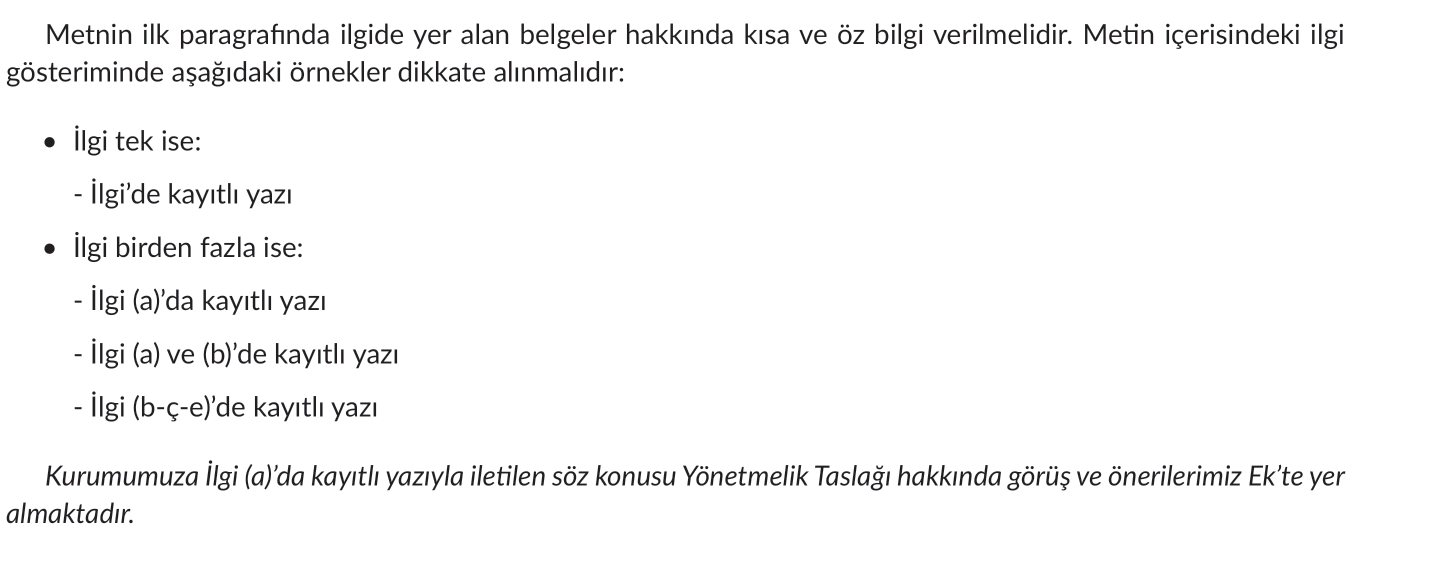 Metnin ilk paragrafında ilgide yer alan belgeler hakkında kısa ve öz bilgi verilmelidir. Metin içerisindeki ilgi
gösteriminde aşağıdaki örnekler dikkate alınmalıdır:
• İlgi tek ise:
- İlgi’de kayıtlı yazı
• İlgi birden fazla ise:
- İlgi (a)’da kayıtlı yazı
- İlgi (a) ve (b)’de kayıtlı yazı
- İlgi (b-ç-e)’de kayıtlı yazı
Kurumumuza İlgi (a)’da kayıtlı yazıyla iletilen söz konusu Yönetmelik Taslağı hakkında görüş ve önerilerimiz Ek’te yer
almaktadır.